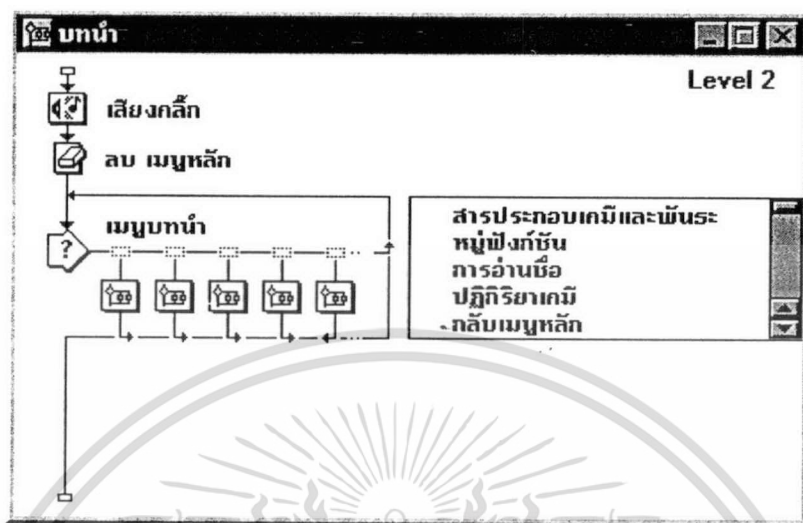 บทนำ
Level 2
เสียงคลิ๊ก
ลบ เมนูหลัก
เมนูบทนำ
?
สารประกอบเคมีและพันธะ
หมู่ฟังก์ชัน
การอ่านชื่อ
ปฏิกิริยาเคมี
กลับเมนูหลัก